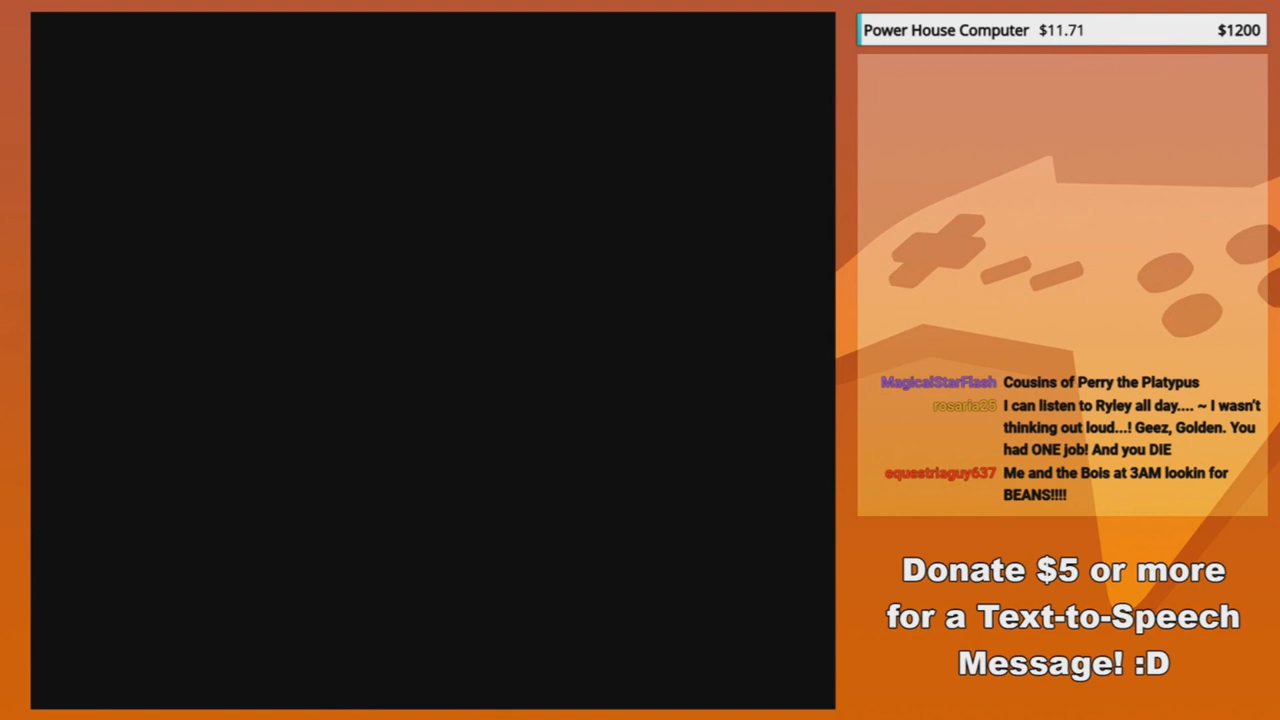 Power House Computer $11.71 $1200
MagicalStarFlash Cousins of Perry the Platypus
rosaria25 I can listen to Ryley all day.... ~ I wasn't
thinking out loud...! Geez, Golden. You
had ONE job! And you DIE
equestriaguy637 Me and the Bois at 3AM lookin for
BEANS!!!!
Donate $5 or more
for a Text-to-Speech
Message! :D